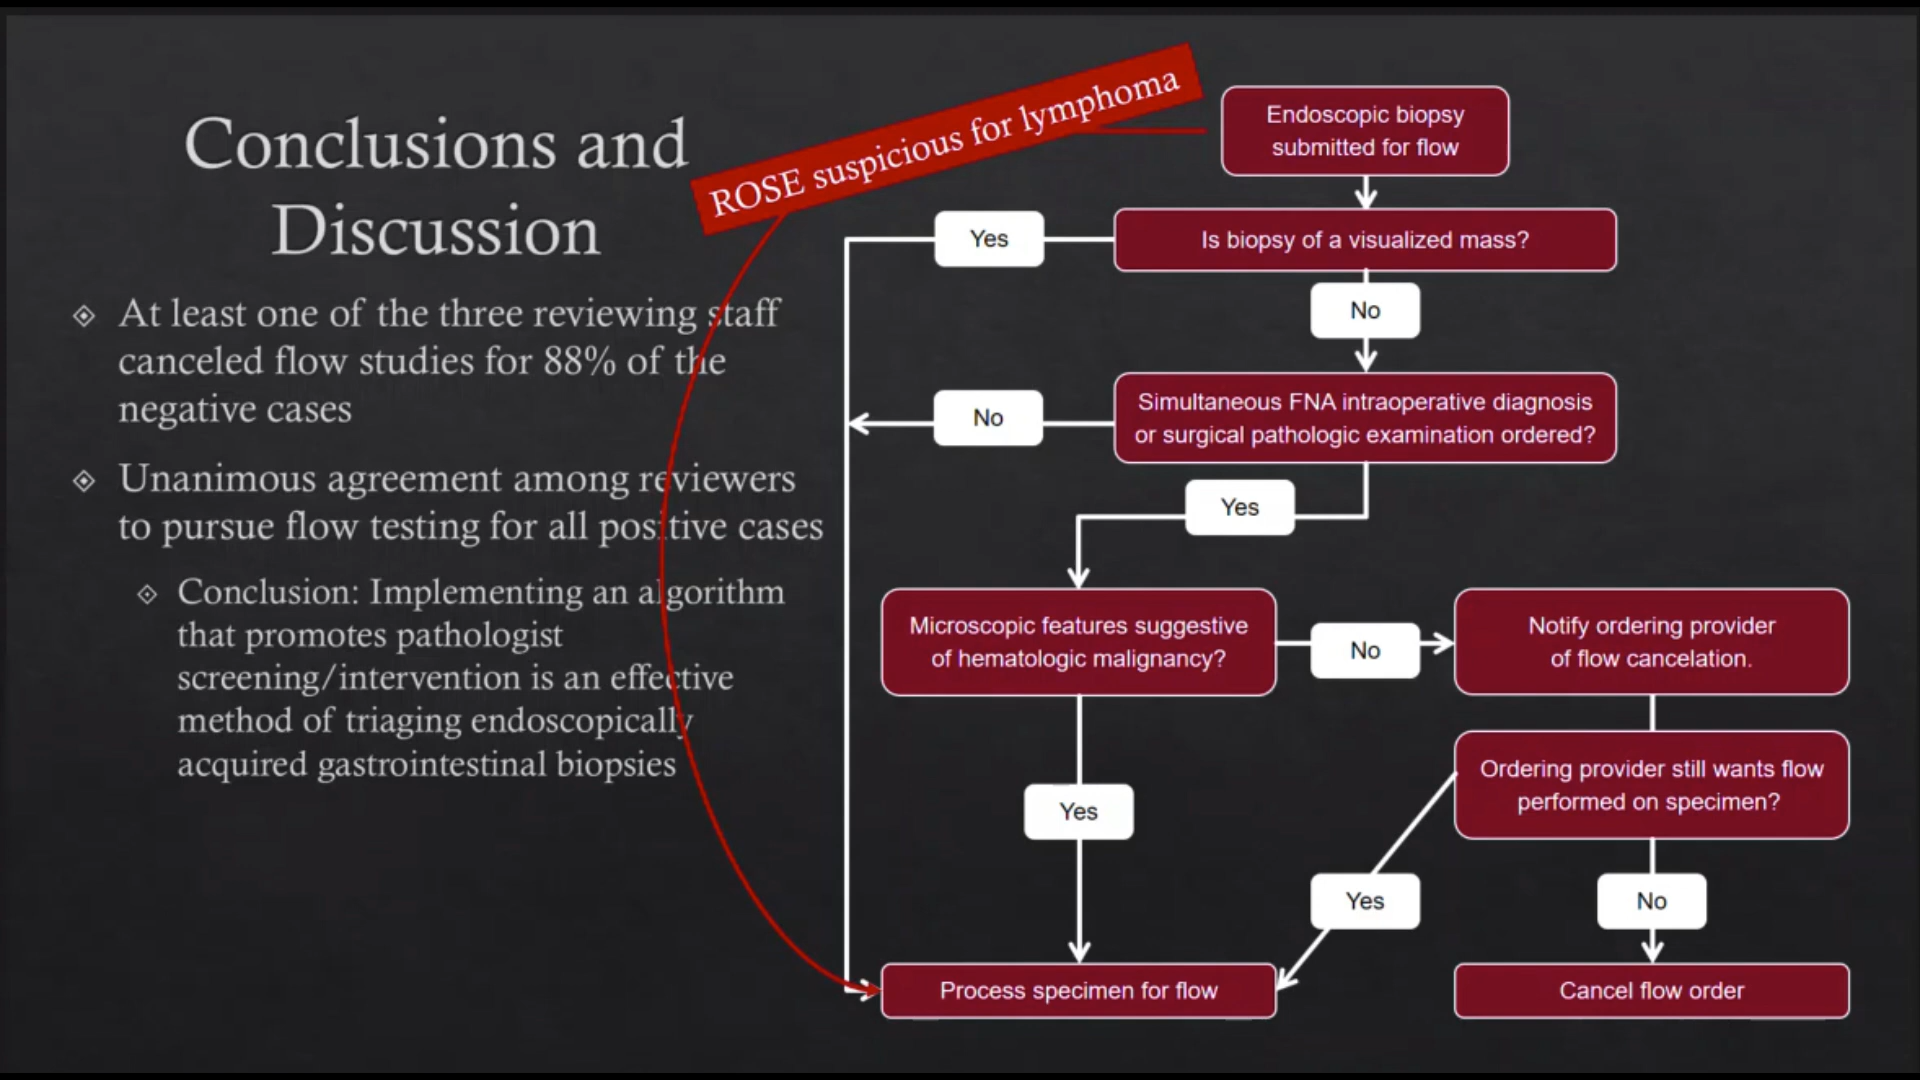 Conclusions and
Discussion
At least one of the three reviewing staff
canceled flow studies for 88% of the
negative cases
Unanimous agreement among reviewers
to pursue flow testing for all positive cases
Conclusion: Implementing an algorithm
that promotes pathologist
screening/intervention is an effective
method of triaging endoscopically
acquired gastrointestinal biopsies
ROSE suspicious for lymphoma
Endoscopic biopsy
submitted for flow
Is biopsy of a visualized mass?
Yes
No
Simultaneous FNA intraoperative diagnosis
or surgical pathologic examination ordered?
No
Yes
Microscopic features suggestive
of hematologic malignancy?
No
Notify ordering provider
of flow cancelation.
Ordering provider still wants flow
performed on specimen?
Yes
Yes
No
Process specimen for flow
Cancel flow order